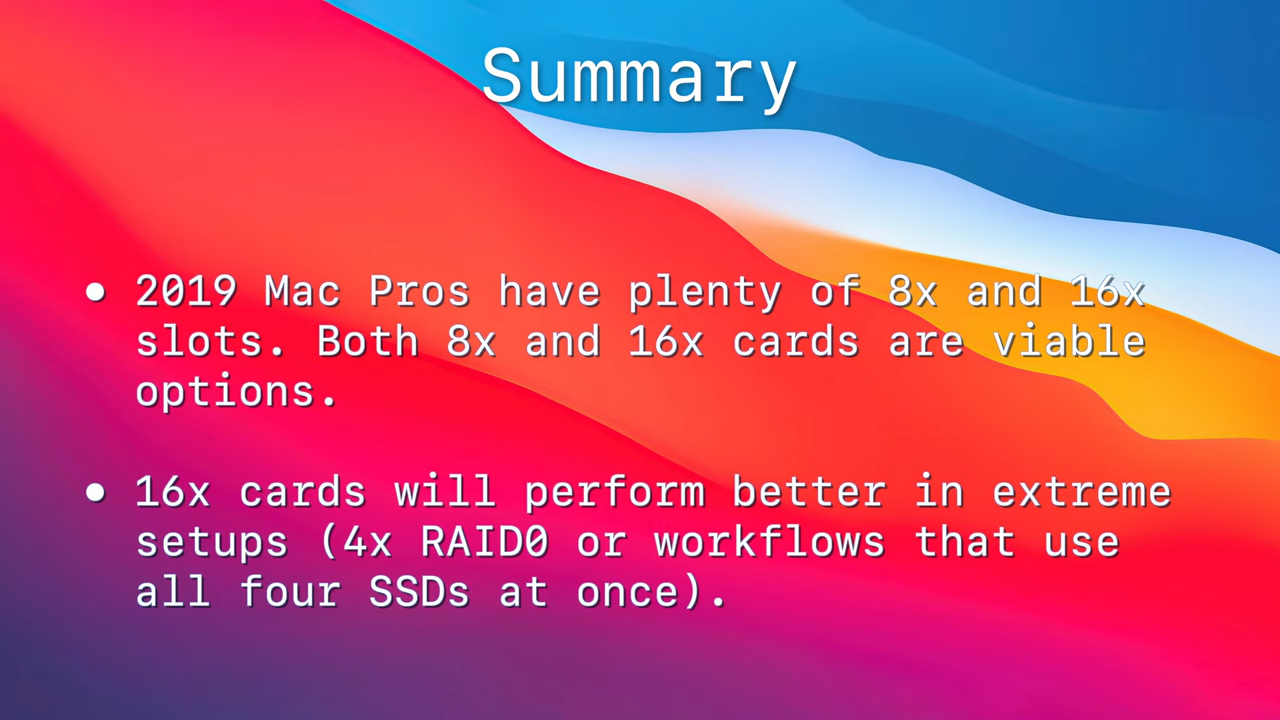 Summary
• 2019 Mac Pros have plenty of 8x and 16x
slots. Both 8x and 16x cards are viable
options.
• 16x cards will perform better in extreme
setups (4x RAID0 or workflows that use
all four SSDs at once).